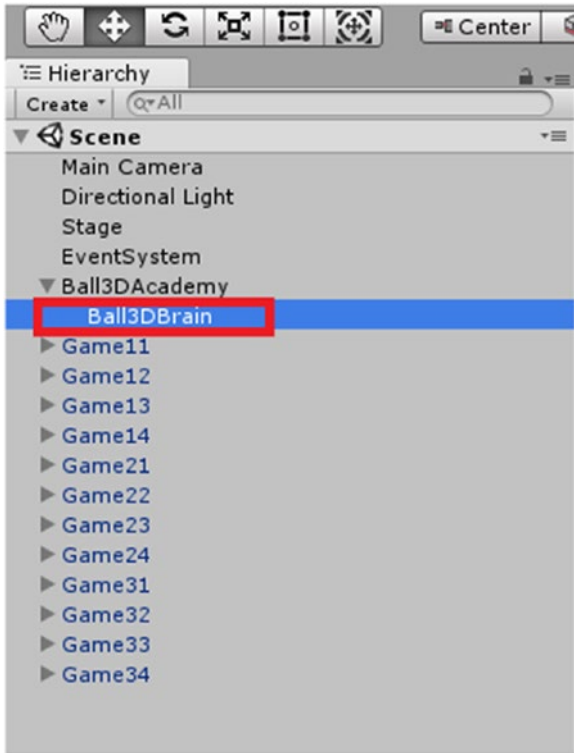 Center
Hierarchy
Create All
Scene
Main Camera
Directional Light
Stage
EventSystem
Ball3DAcademy
Ball3DBrain
Game11
Game12
Game13
Game14
Game21
Game22
Game23
Game24
Game31
Game32
Game33
Game34